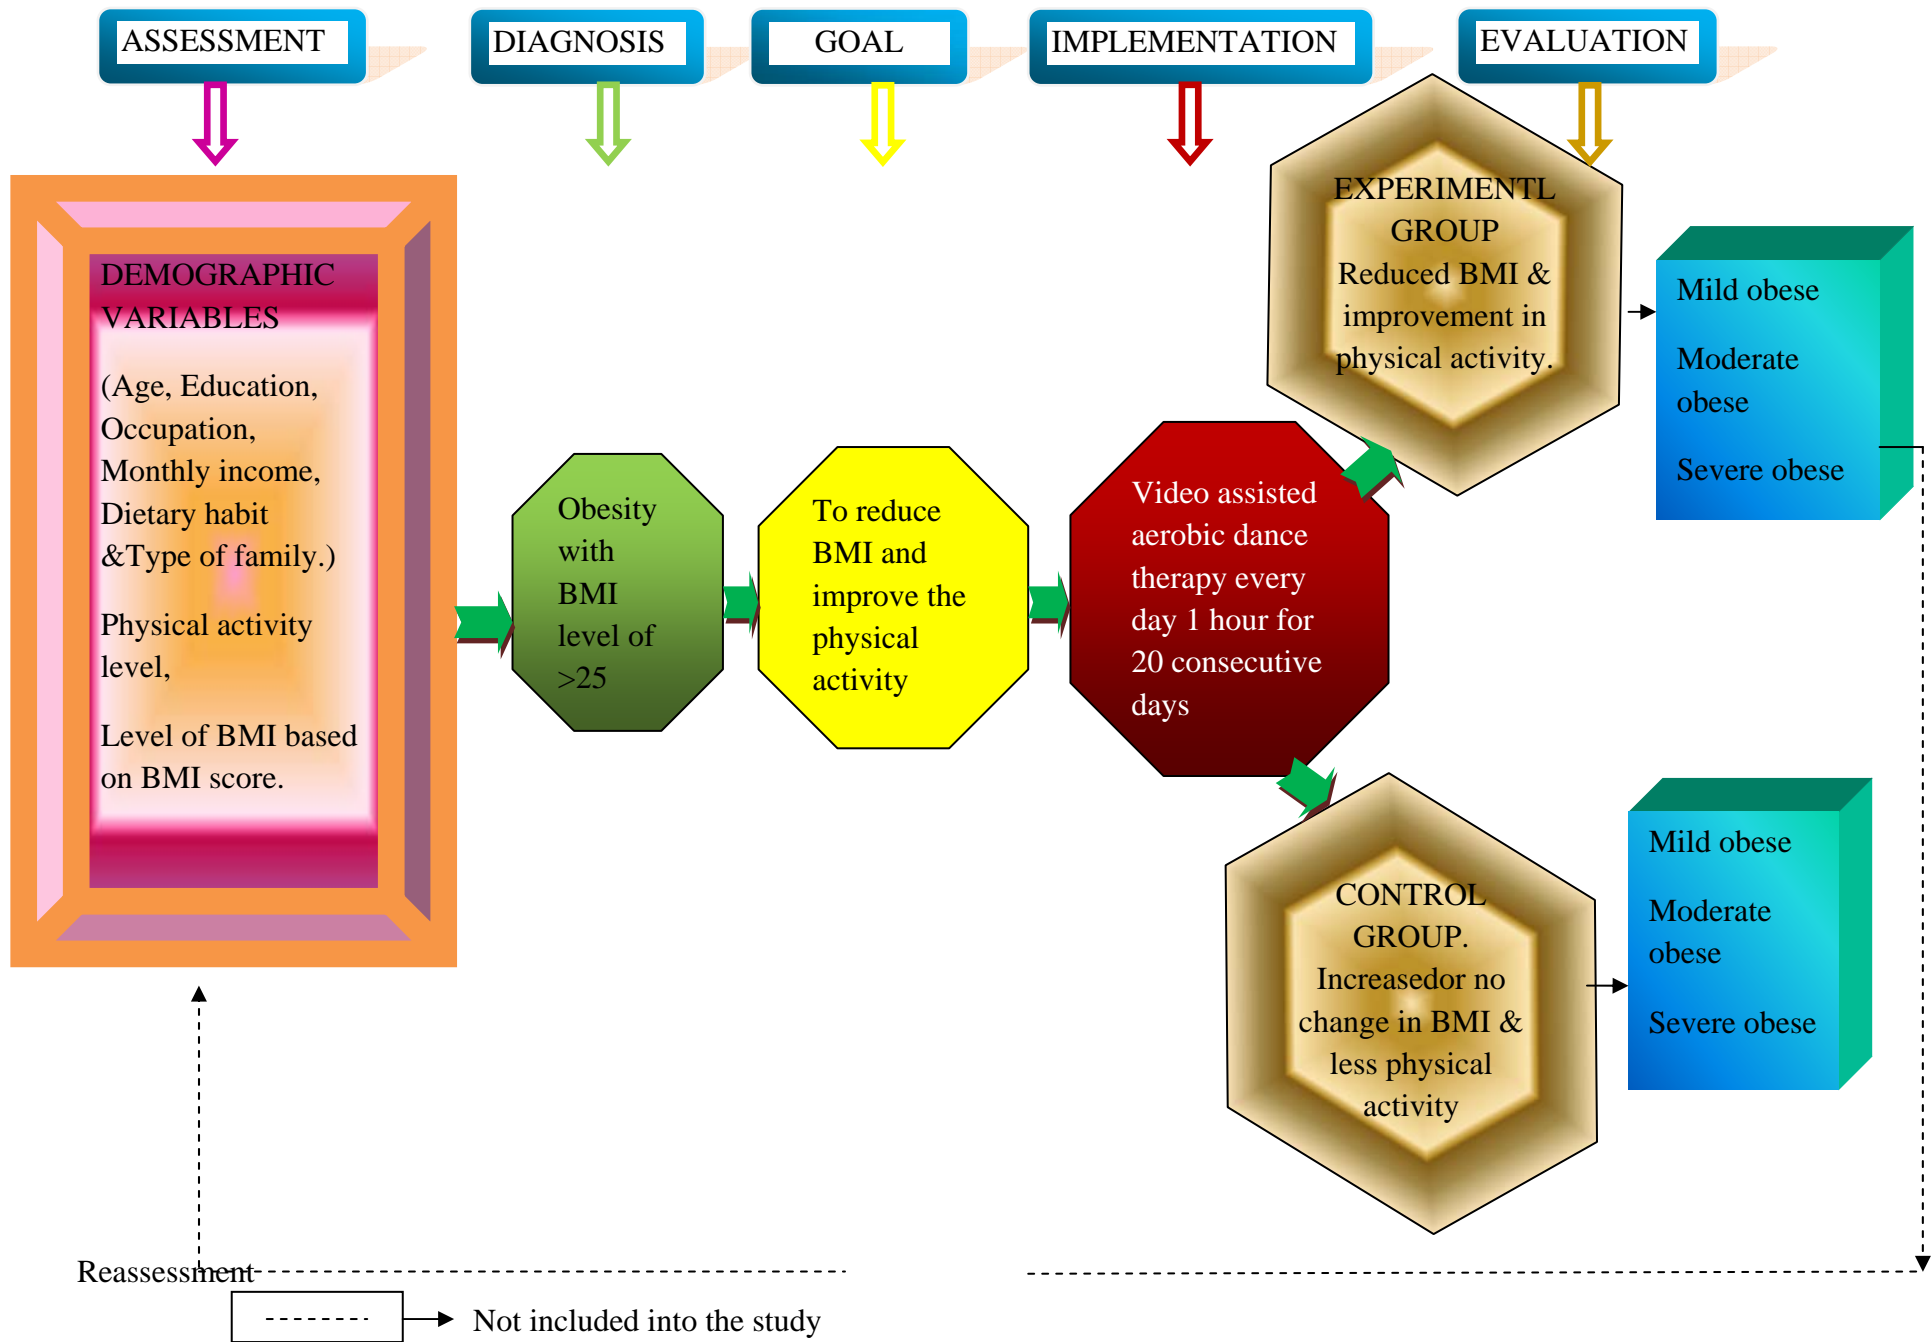 ASSESSMENT
DIAGNOSIS
GOAL
IMPLEMENTATION
EVALUATION
DEMOGRAPHIC
VARIABLES
(Age, Education,
Occupation,
Monthly income,
Dietary habit
&Type of family.)
Physical activity
level,
Level of BMI based
on BMI score.
Obesity
with
BMI
level of
>25
To reduce
BMI and
improve the
physical
activity
Video assisted
aerobic dance
therapy every
day 1 hour for
20 consecutive
days
EXPERIMENTL
GROUP
Reduced BMI &
improvement in
physical activity.
Mild obese
Moderate
obese
Severe obese
CONTROL
GROUP.
Increasedor no
change in BMI &
less physical
activity
Mild obese
Moderate
obese
Severe obese
Reassessment
Not included into the study